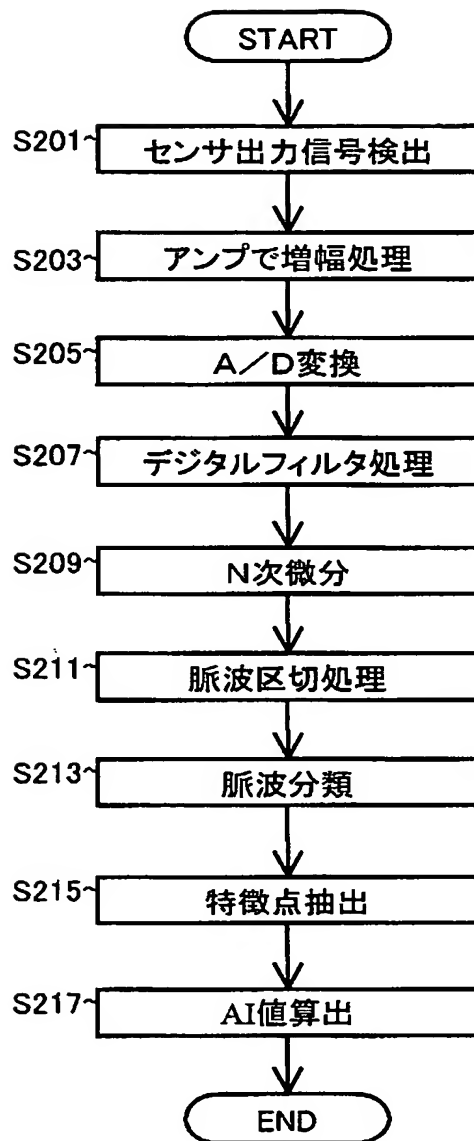 START
S201~ センサ出力信号検出
S203~ アンプで増幅処理
S205~ A/D変換
S207~ デジタルフィルタ処理
S209~ N次微分
S211~ 脈波区切処理
S213~ 脈波分類
S215~ 特徴点抽出
S217~ AI値算出
END